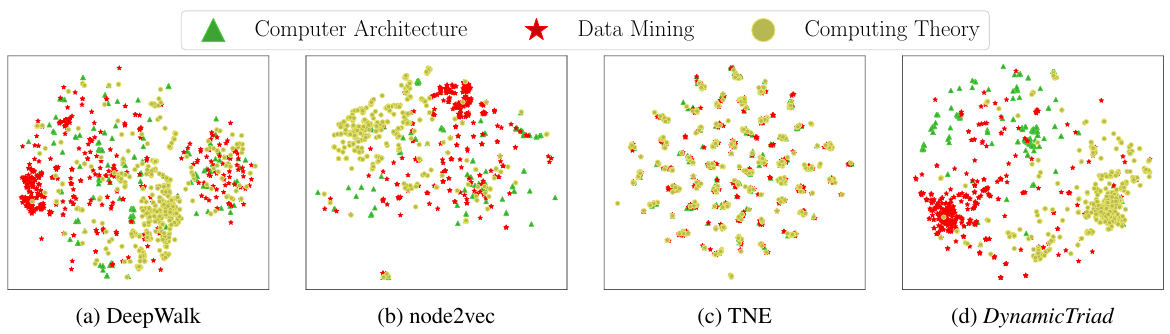 Computer Architecture Data Mining Computing Theory
(a) DeepWalk (b) node2vec (c) TNE (d) DynamicTriad